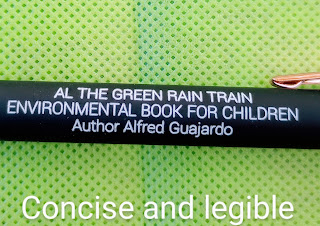 AL THE GREEN RAIN TRAIN
ENVIRONMENTAL BOOK FOR CHILDREN
Author Alfred Guajardo
Concise and legible